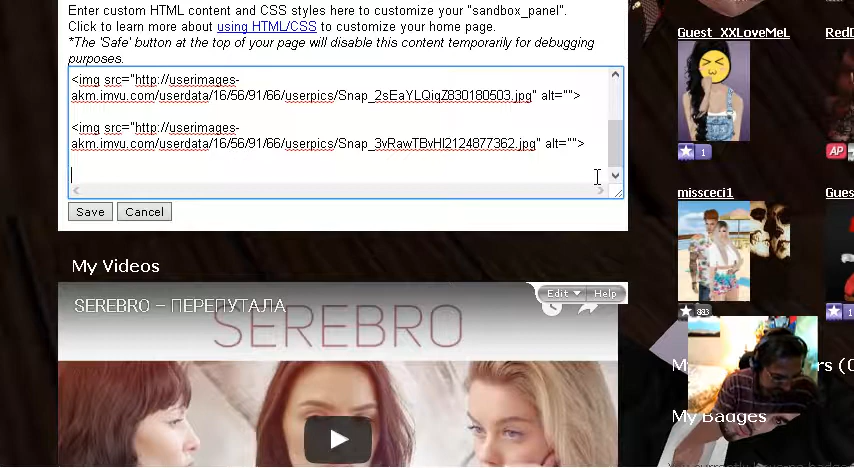 Enter custom HTML content and CSS styles here to customize your "sandbox_panel".
Click to learn more about using HTML/CSS to customize your home page.
*The 'Safe' button at the top of your page will disable this content temporarily for debugging
purposes.
<img src="http://userimages-
akm.imvu.com/userdata/16/56/91/66/userpics/Snap_2sEaYLQigZ830180503.jpg" alt="">
<img src="http://userimages-
akm.imvu.com/userdata/16/56/91/66/userpics/Snap_3vRawTBvHI2124877362.jpg" alt="">
Save Cancel
My Videos
Edit Help
SEREBRO – ПЕРЕПУТАЛА
SEREBRO
Guest_XXLoveMeL
1
AP
missceci1
883
1
My Badges